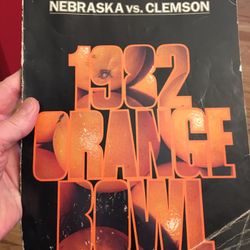 NEBRASKA vs. CLEMSON
1982
ORANGE
BOWL